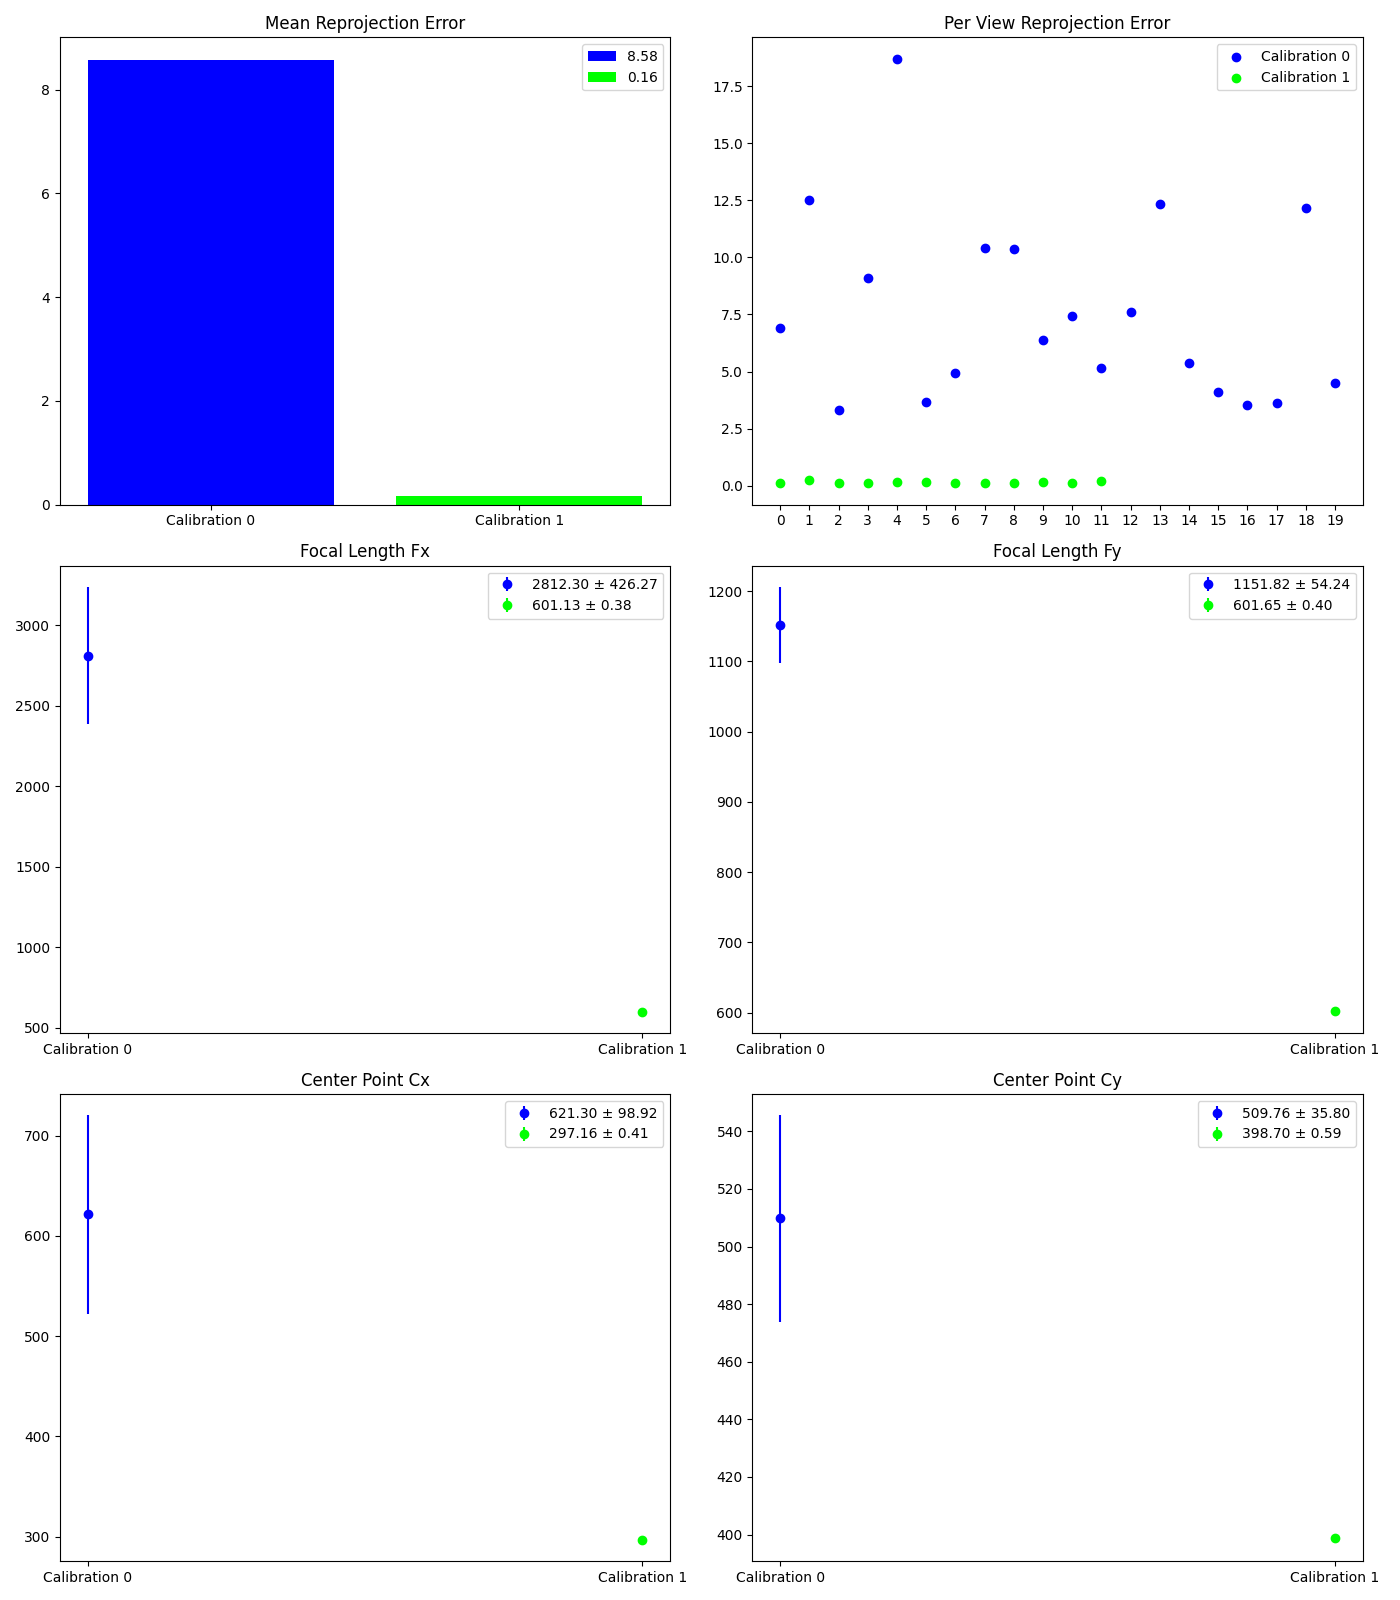 Mean Reprojection Error
8.58
0.16
8
6
4
2
0
Calibration 0
Calibration 1
Per View Reprojection Error
Calibration 0
Calibration 1
17.5
15.0
12.5
10.0
7.5
5.0
2.5
0.0
0 1 2 3 4 5 6 7 8 9 10 11 12 13 14 15 16 17 18 19
Focal Length Fx
2812.30 ± 426.27
601.13 ± 0.38
3000
2500
2000
1500
1000
500
Calibration 0
Calibration 1
Focal Length Fy
1151.82 ± 54.24
601.65 ± 0.40
1200
1100
1000
900
800
700
600
Calibration 0
Calibration 1
Center Point Cx
621.30 ± 98.92
297.16 ± 0.41
700
600
500
400
300
Calibration 0
Calibration 1
Center Point Cy
509.76 ± 35.80
398.70 ± 0.59
540
520
500
480
460
440
420
400
Calibration 0
Calibration 1